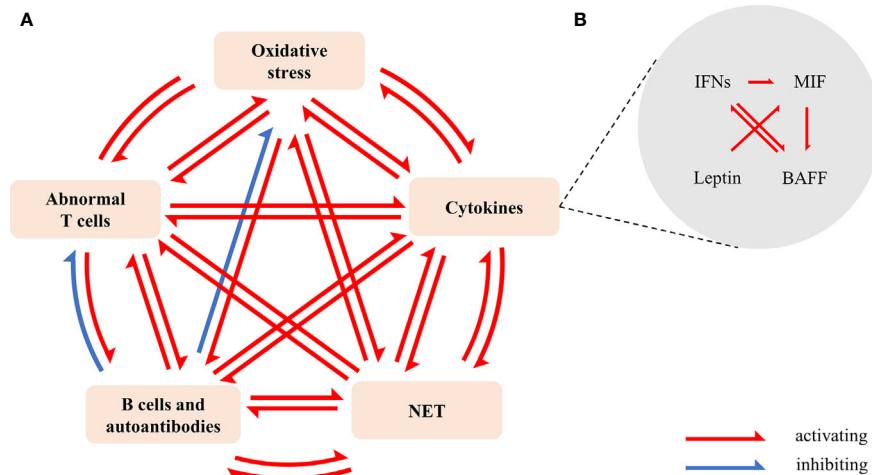 A
B
Oxidative
stress
IFNs
MIF
Leptin
BAFF
Abnormal
T cells
Cytokines
B cells and
autoantibodies
NET
activating
inhibiting